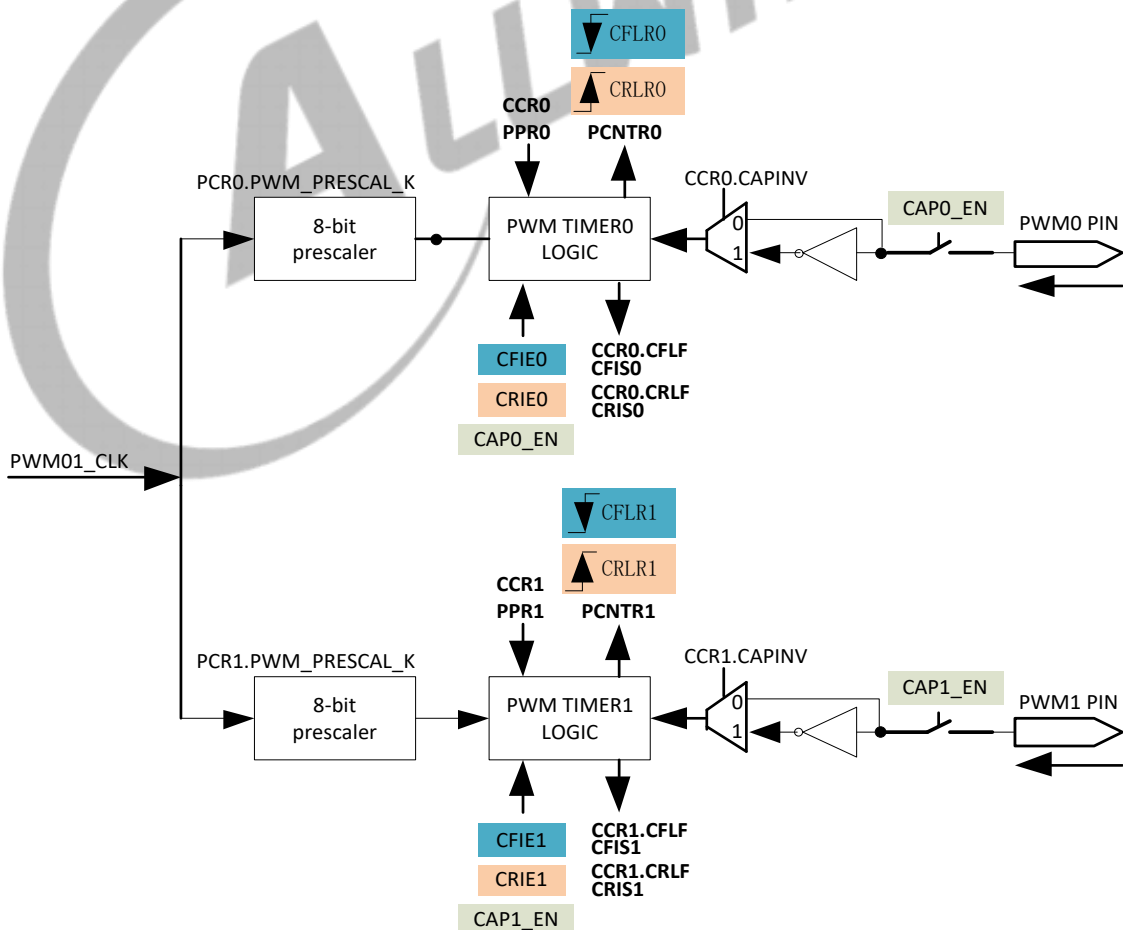 ALLWIN
CFLR0
CRLR0
CCR0
PPR0
PCNTR0
PCR0.PWM_PRESCAL_K
CCR0.CAPINV
CAP0_EN
PWM0 PIN
8-bit
prescaler
PWM TIMER0
LOGIC
0
1
CFIE0
CRIE0
CAP0_EN
CCR0.CFLF
CFIS0
CCR0.CRLF
CRIS0
PWM01_CLK
CFLR1
CRLR1
CCR1
PPR1
PCNTR1
PCR1.PWM_PRESCAL_K
CCR1.CAPINV
CAP1_EN
PWM1 PIN
8-bit
prescaler
PWM TIMER1
LOGIC
0
1
CFIE1
CRIE1
CAP1_EN
CCR1.CFLF
CFIS1
CCR1.CRLF
CRIS1